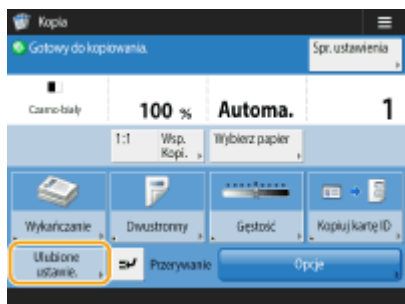 Kopia
Gotowy do kopiowania.
Spr. ustawienia
Czarno-biały
100 %
Automa.
1
1:1
Wsp. Kopi.
Wybierz papier
Wykańczanie
Dwustronny
Gęstość
Kopiuj kartę ID
Ulubione
ustawie.
Przerywanie
Opcje